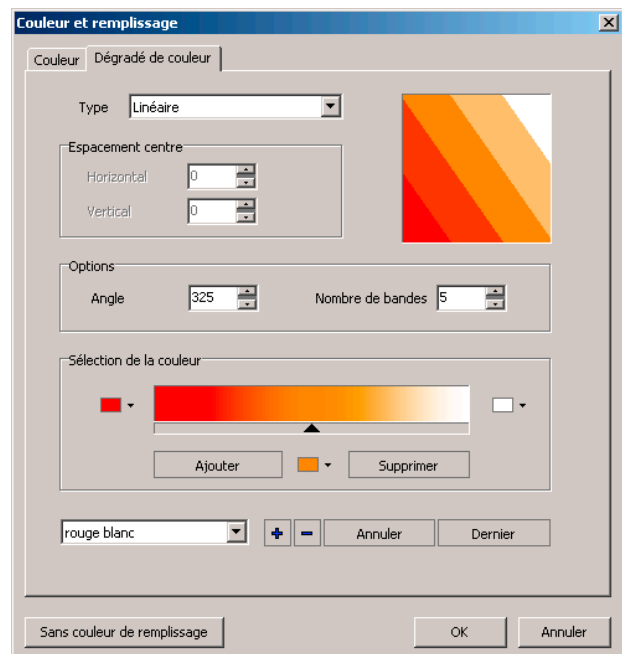 Couleur et remplissage
Couleur Dégradé de couleur
Type Linéaire
Espacement centre
Horizontal 0
Vertical 0
Options
Angle 325 Nombre de bandes 5
Sélection de la couleur
Ajouter Supprimer
rouge blanc Annuler Dernier
Sans couleur de remplissage OK Annuler